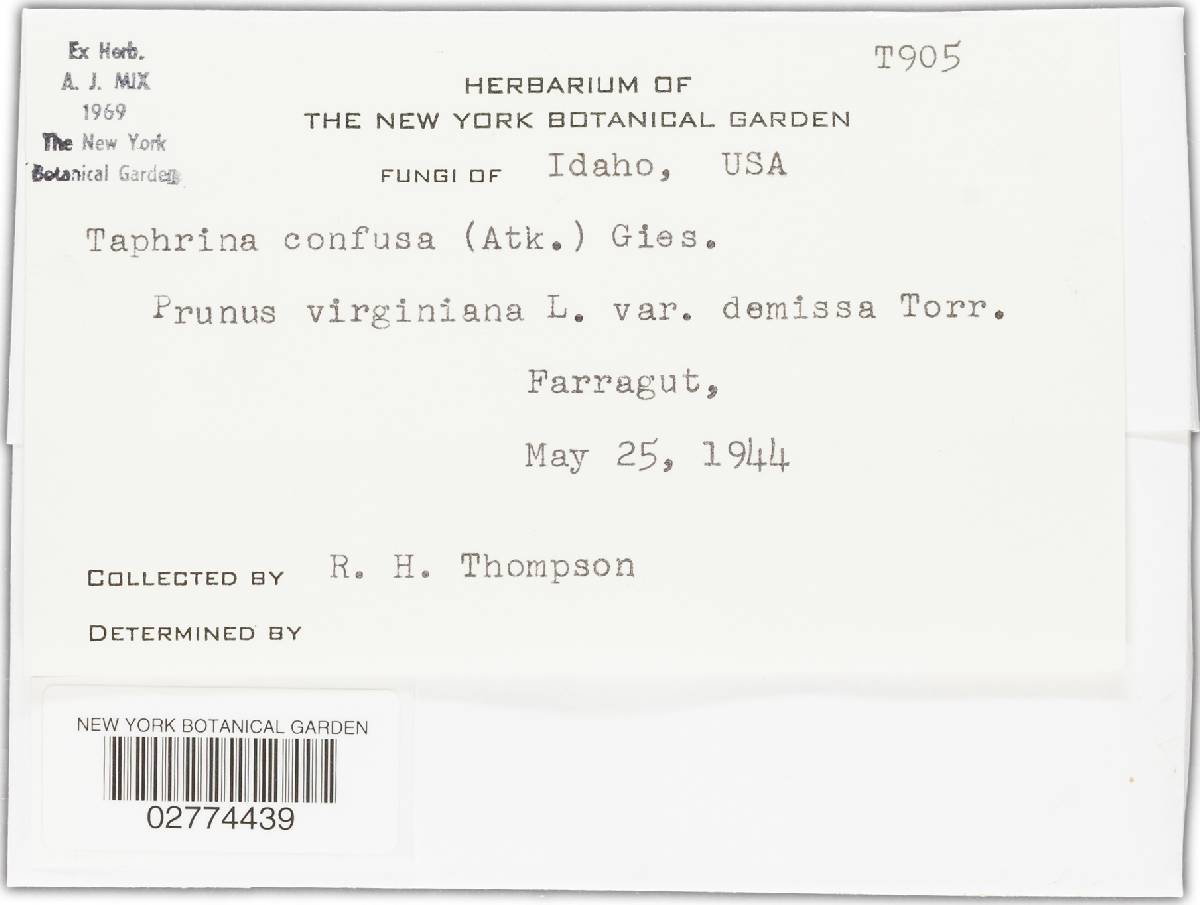 Ex Herb.
A. J. MIX
1969
The New York
Botanical Garden
T905
HERBARIUM OF
THE NEW YORK BOTANICAL GARDEN
FUNGI OF Idaho, USA
Taphrina confusa (Atk.) Gies.
Prunus virginiana L. var. demissa Torr.
Farragut,
May 25, 1944
COLLECTED BY R. H. Thompson
DETERMINED BY
NEW YORK BOTANICAL GARDEN
02774439